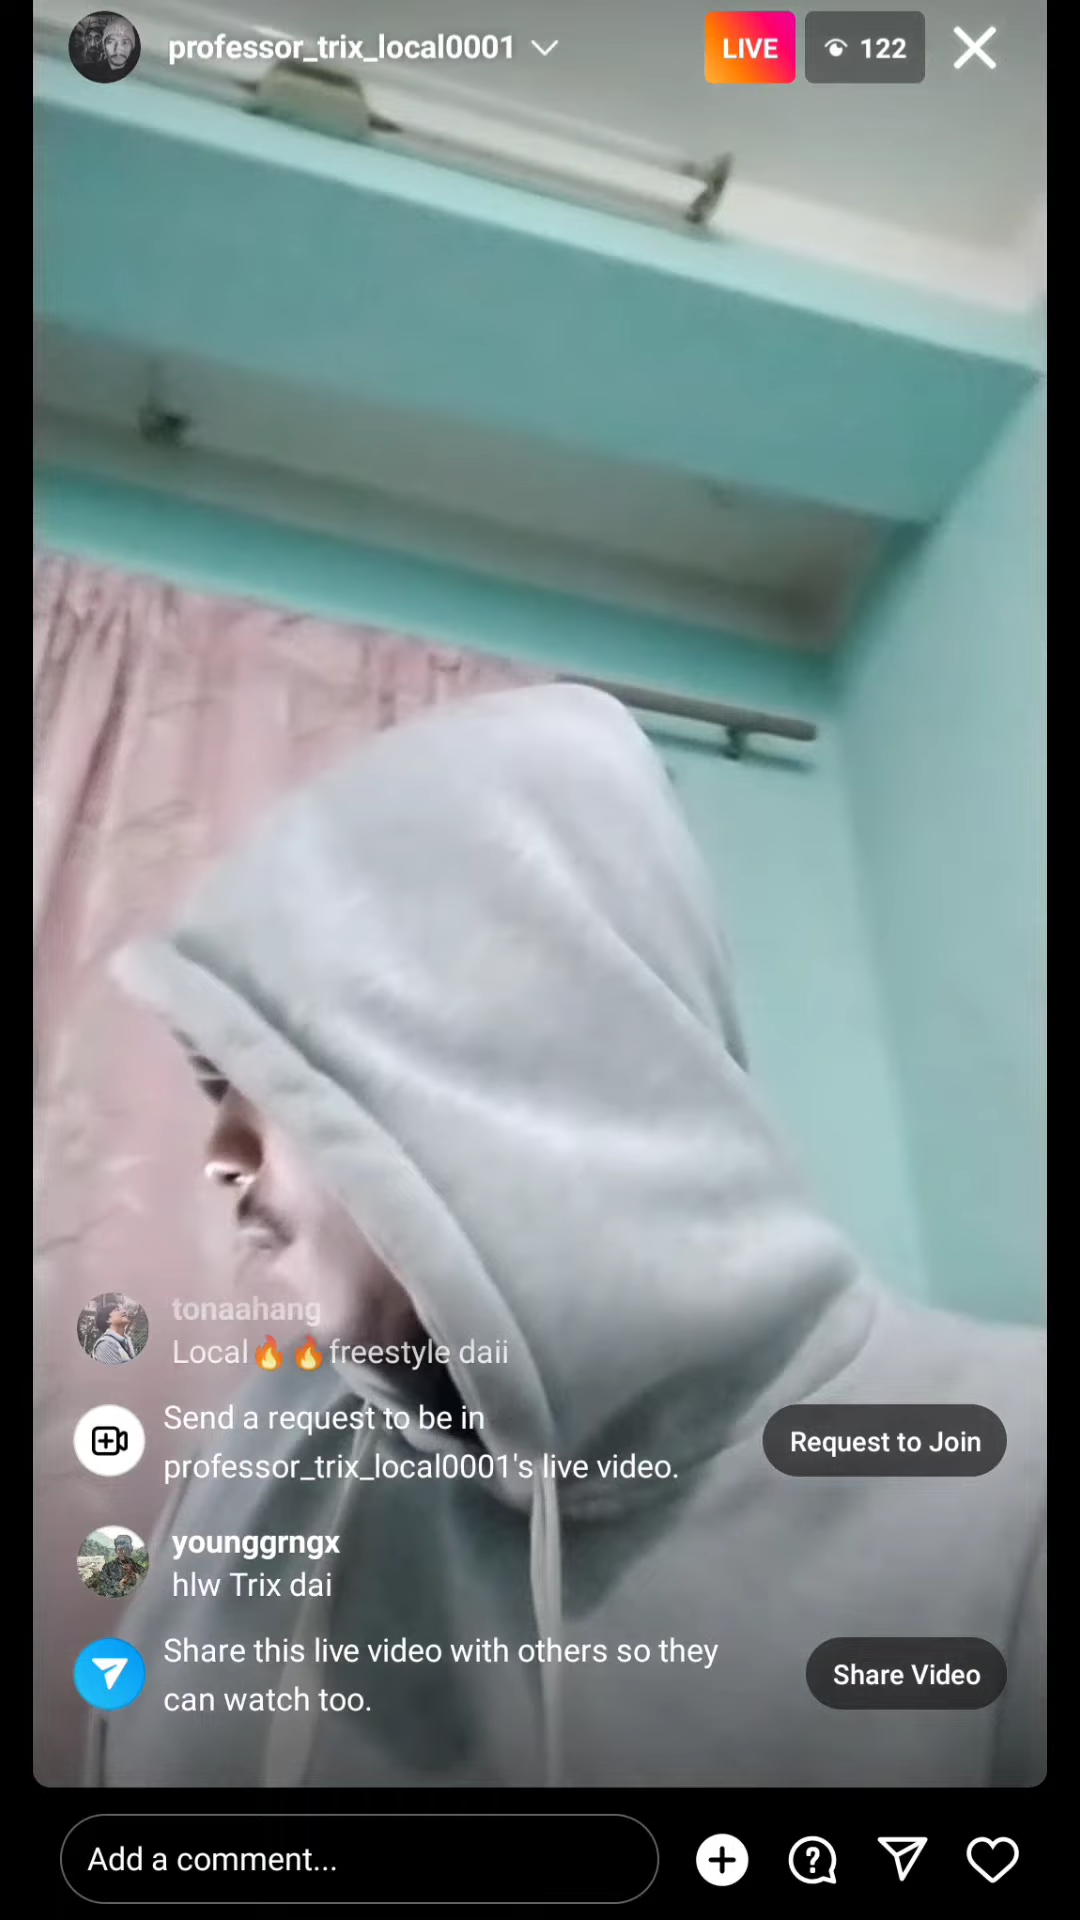 professor_trix_local0001
LIVE
122
tonaahang
Local🔥🔥freestyle daii
Send a request to be in
professor_trix_local0001's live video.
Request to Join
younggrngx
hlw Trix dai
Share this live video with others so they
can watch too.
Share Video
Add a comment...